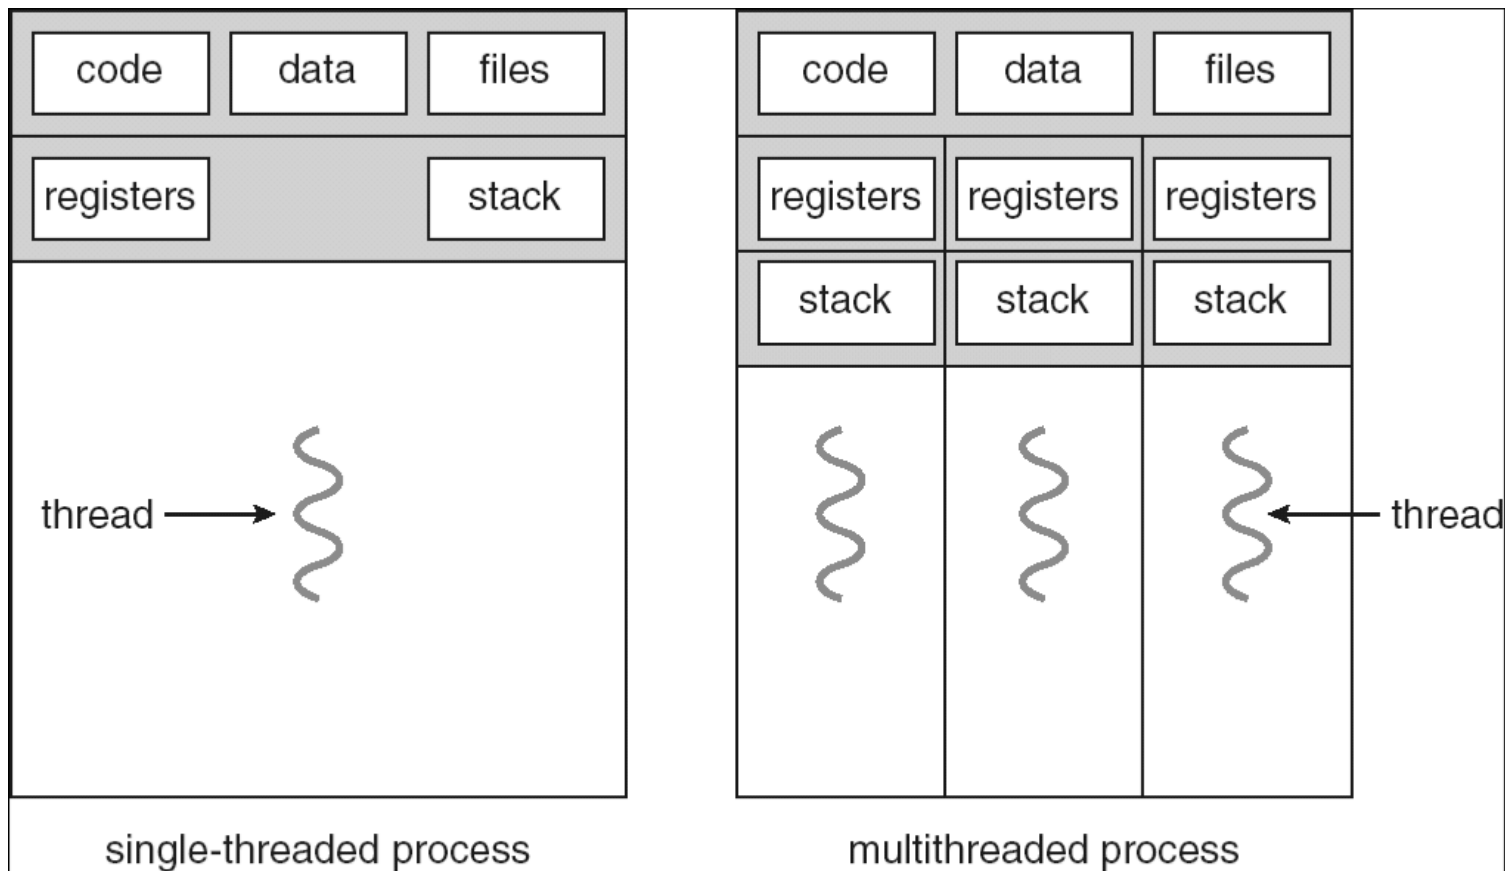 code data files
registers stack
thread
single-threaded process
code data files
registers registers registers
stack stack stack
thread
multithreaded process